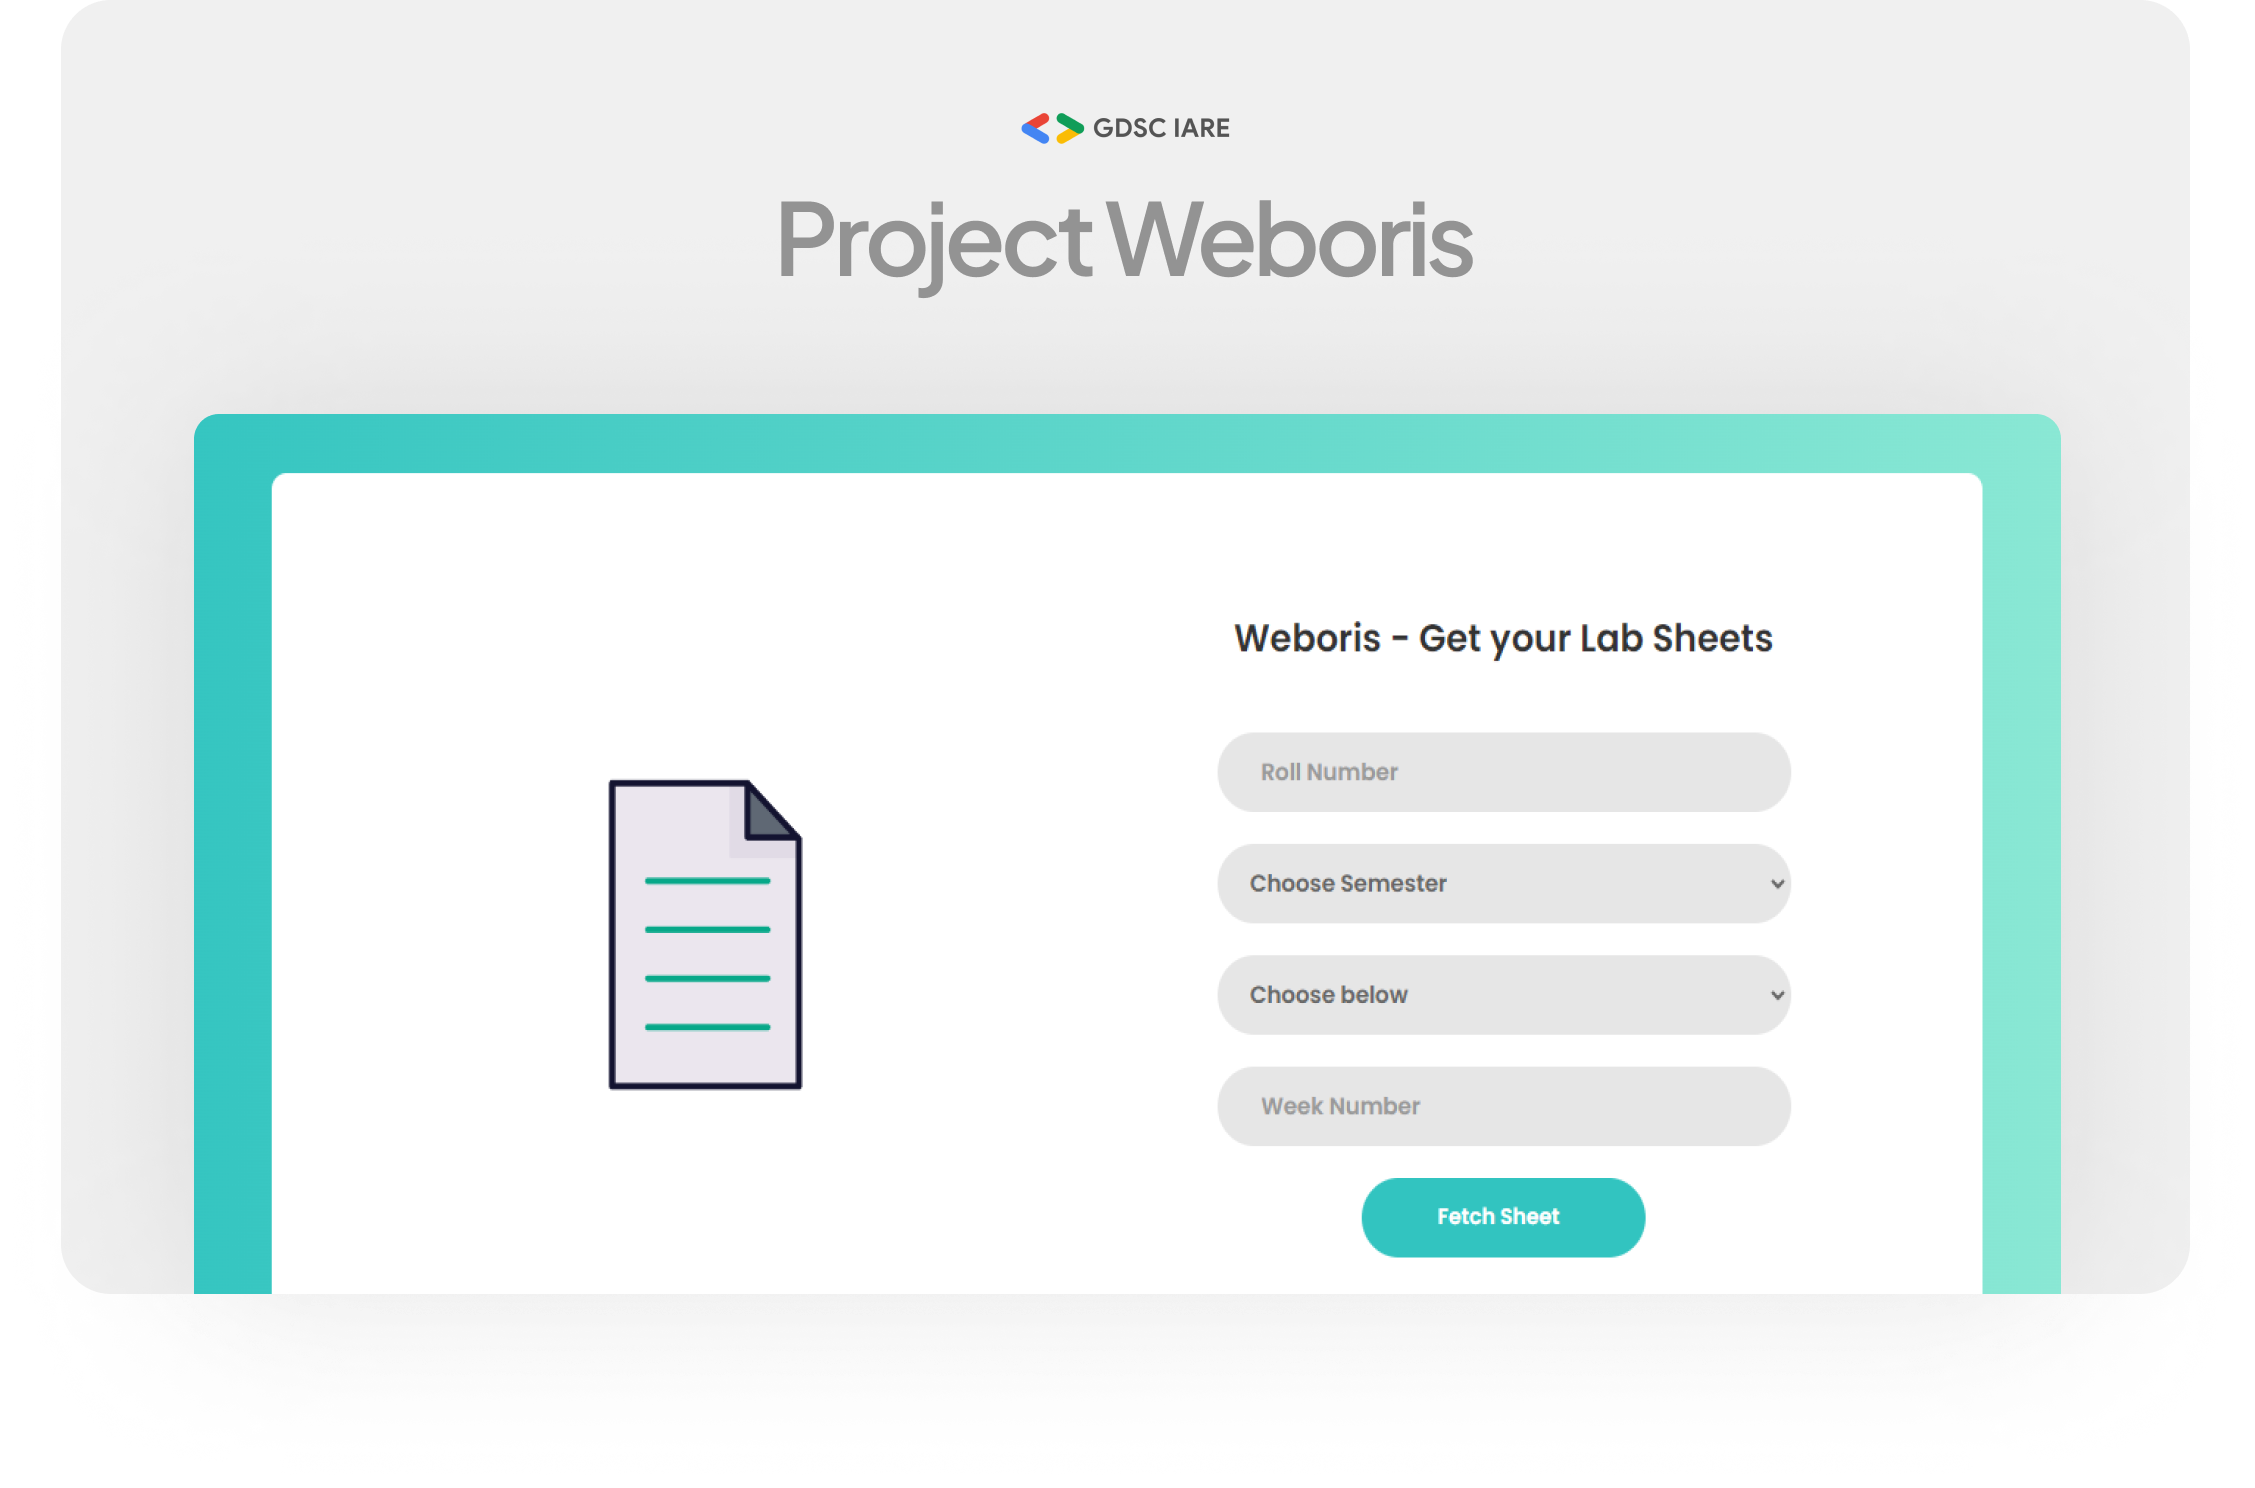 GDSC IARE
Project Weboris
Weboris - Get your Lab Sheets
Roll Number
Choose Semester
Choose below
Week Number
Fetch Sheet